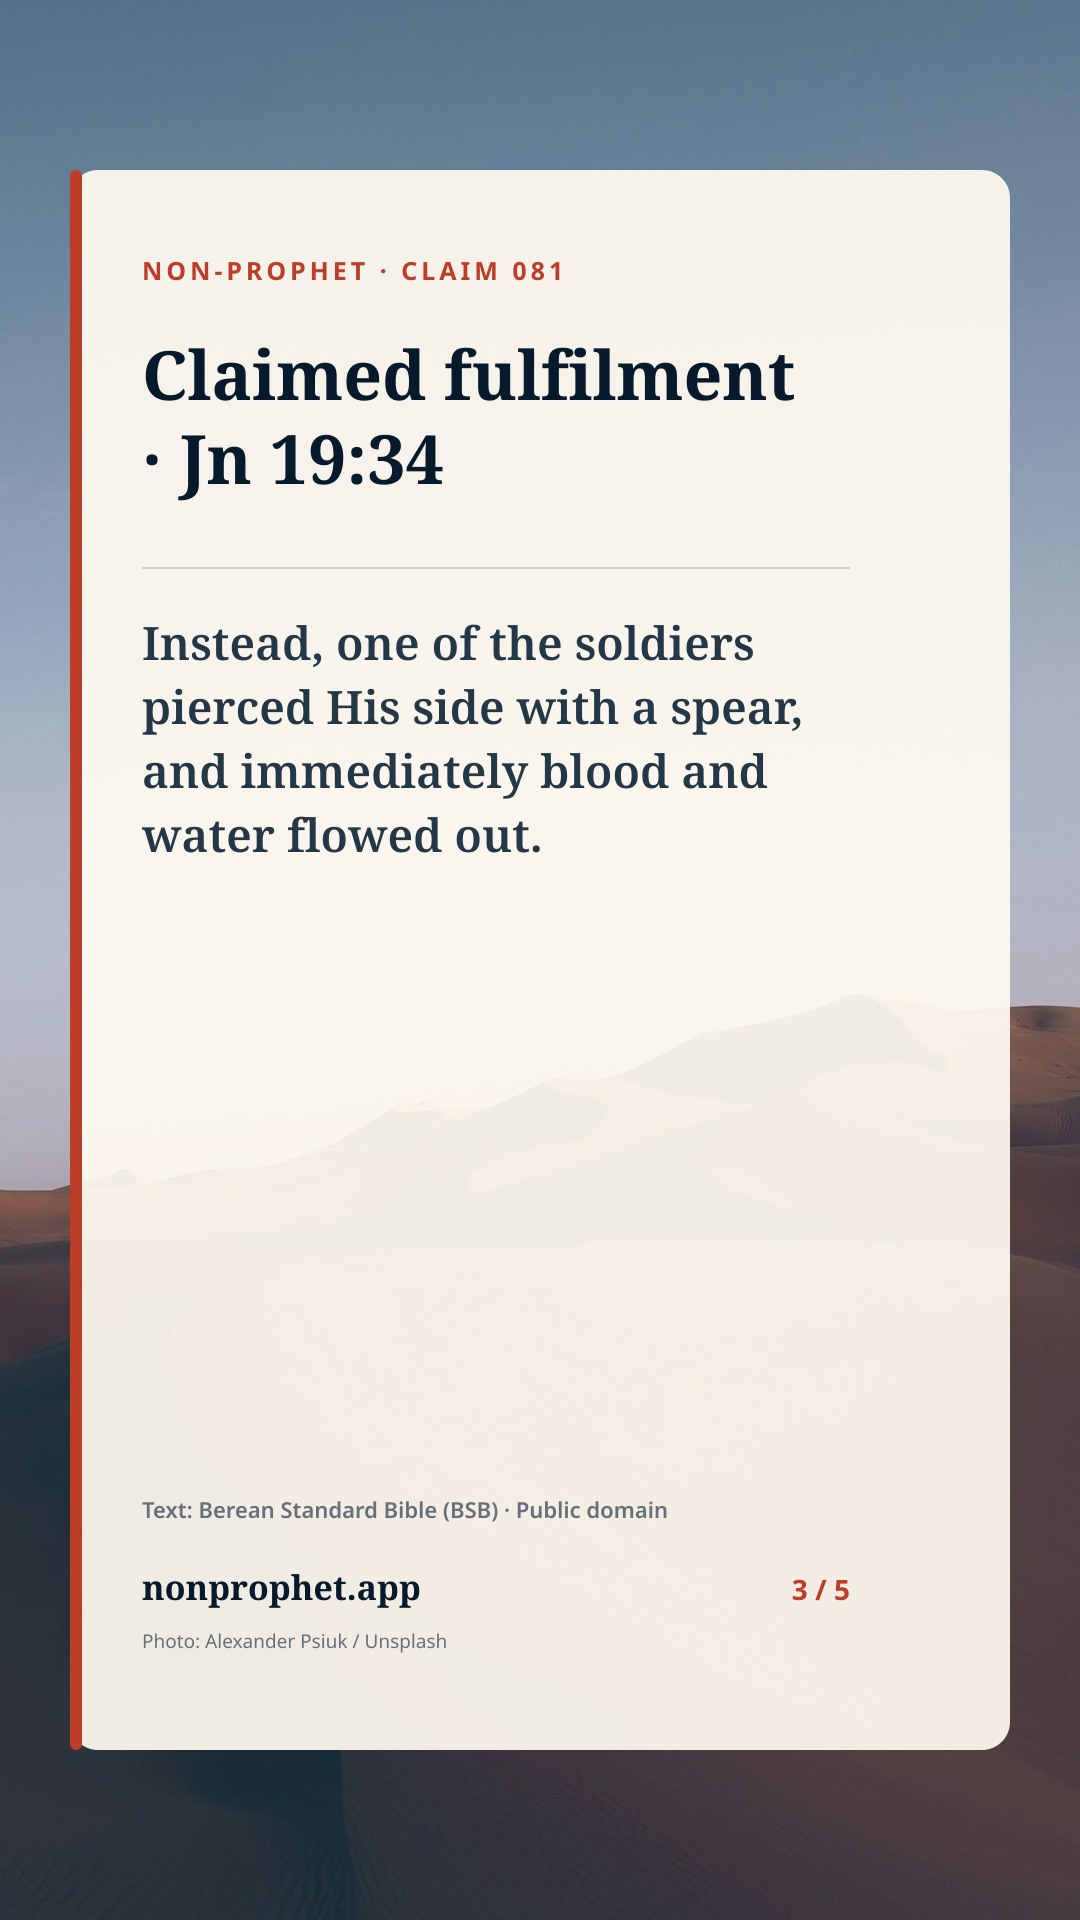 NON-PROPHET · CLAIM 081
Claimed fulfilment
· Jn 19:34
Instead, one of the soldiers
pierced His side with a spear,
and immediately blood and
water flowed out.
Text: Berean Standard Bible (BSB) · Public domain
nonprophet.app
3 / 5
Photo: Alexander Psiuk / Unsplash